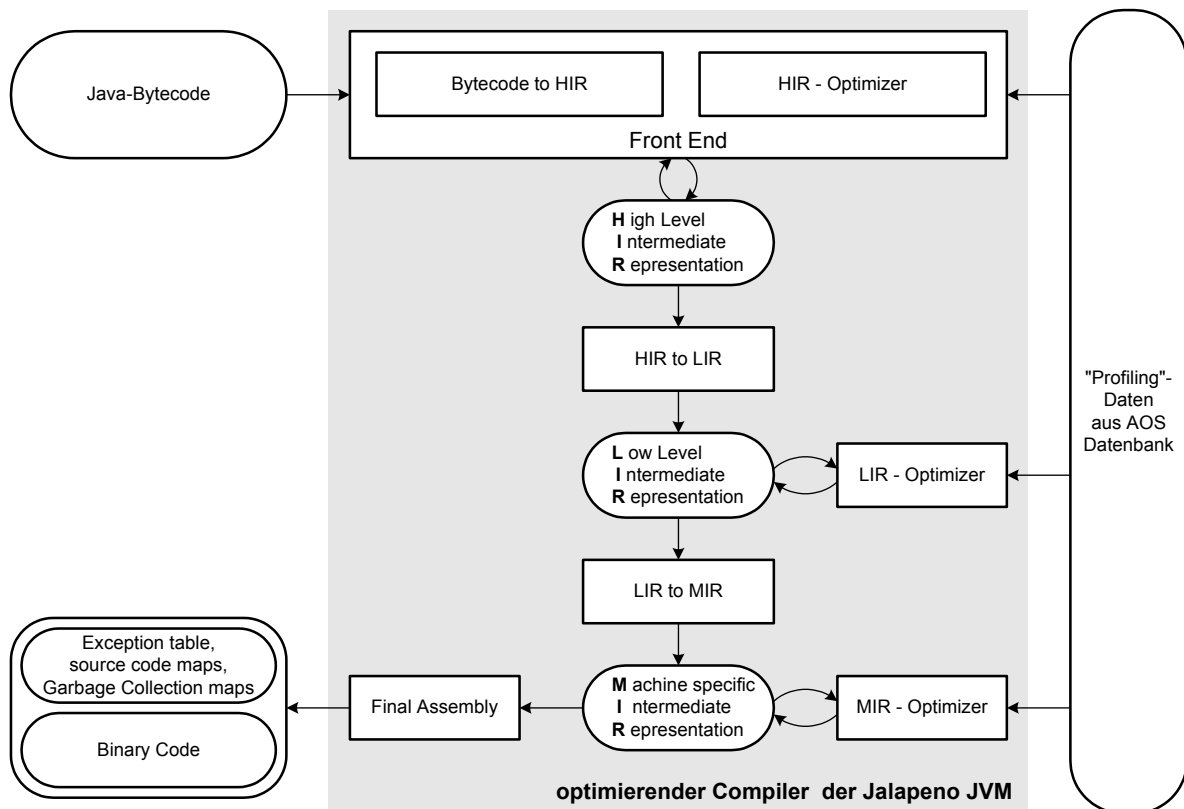 Java-Bytecode
Bytecode to HIR
HIR - Optimizer
Front End
H igh Level
I ntermediate
R epresentation
HIR to LIR
"Profiling"-
Daten
aus AOS
Datenbank
L ow Level
I ntermediate
R epresentation
LIR - Optimizer
LIR to MIR
Exception table,
source code maps,
Garbage Collection maps
Binary Code
Final Assembly
M achine specific
I ntermediate
R epresentation
MIR - Optimizer
optimierender Compiler der Jalapeno JVM